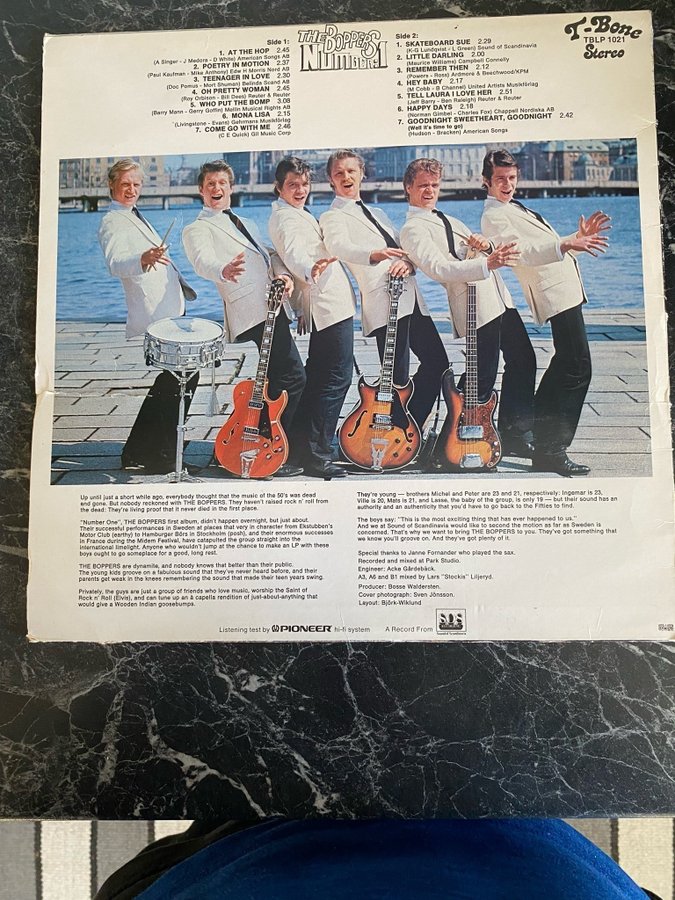 Side 1:
1. AT THE HOP 2.45
(A Singer - J Medora - D White) American Songs AB
2. POETRY IN MOTION 2.37
(Paul Kaufman - Mike Anthony) Edw H Morris Nord AB
3. TEENAGER IN LOVE 2.30
(Doc Pomus - Mort Shuman) Belinda Scand AB
4. OH PRETTY WOMAN 2.45
(Roy Orbison - Bill Dees) Reuter & Reuter
5. WHO PUT THE BOMP 3.08
(Barry Mann - Gerry Goffin) Matlin Musical Rights AB
6. MONA LISA 2.15
(Livingstone - Evans) Gehrmans Musikförlag
7. COME GO WITH ME 2.46
(C E Quick) Gil Music Corp
THE BOPPERS
NUMBER 1
Side 2:
1. SKATEBOARD SUE 2.29
(K-G Lundqvist - L Green) Sound of Scandinavia
2. LITTLE DARLING 2.00
(Maurice Williams) Campbell Connelly
3. REMEMBER THEN 2.12
(Powers - Ross) Ardmore & Beechwood/KPM
4. HEY BABY 2.17
(M Cobb - B Channel) United Artists Musikförlag
5. TELL LAURA I LOVE HER 2.51
(Jeff Barry - Ben Raleigh) Reuter & Reuter
6. HAPPY DAYS 2.18
(Norman Gimbel - Charles Fox) Chappell Nordiska AB
7. GOODNIGHT SWEETHEART, GOODNIGHT 2.42
(Well it's time to go)
(Hudson - Bracken) American Songs
T-Bone
TBLP 1021
Stereo
Up until just a short while ago, everybody thought that the music of the 50's was dead
and gone. But nobody reckoned with THE BOPPERS. They haven't raised rock n' roll from
the dead: They're living proof that it never died in the first place.
"Number One", THE BOPPERS first album, didn't happen overnight, but just about.
Their successful performances in Sweden at places that very in character from Ekstubben's
Motor Club (earthy) to Hamburger Börs in Stockholm (posh), and their enormous successes
in France during the Midem Festival, have catapulted the group straight into the
international limelight. Anyone who wouldn't jump at the chance to make an LP with these
boys ought to go someplace for a good, long rest.
THE BOPPERS are dynamite, and nobody knows that better than their public.
The young kids groove on a fabulous sound that they've never heard before, and their
parents get weak in the knees remembering the sound that made their teen years swing.
Privately, the guys are just a group of friends who love music, worship the Saint of
Rock n' Roll (Elvis), and can tune up an à capella rendition of just-about-anything that
would give a Wooden Indian goosebumps.
They're young — brothers Michel and Peter are 23 and 21, respectively: Ingemar is 23,
Ville is 20, Mats is 21, and Lasse, the baby of the group, is only 19 — but their sound has an
authority and an authenticity that you'd have to go back to the Fifties to find.
The boys say: "This is the most exciting thing that has ever happened to us."
And we at Sound of Scandinavia would like to second the motion as far as Sweden is
concerned. That's why we want to bring THE BOPPERS to you. They've got something that
we know you'll groove on. And they've got plenty of it.
Special thanks to Janne Fornander who played the sax.
Recorded and mixed at Park Studio.
Engineer: Acke Gårdebäck.
A3, A6 and B1 mixed by Lars "Stockis" Liljeryd.
Producer: Bosse Waldersten.
Cover photograph: Sven Jönsson.
Layout: Björk-Wiklund
Listening test by PIONEER hi-fi system
A Record From
Sound of Scandinavia